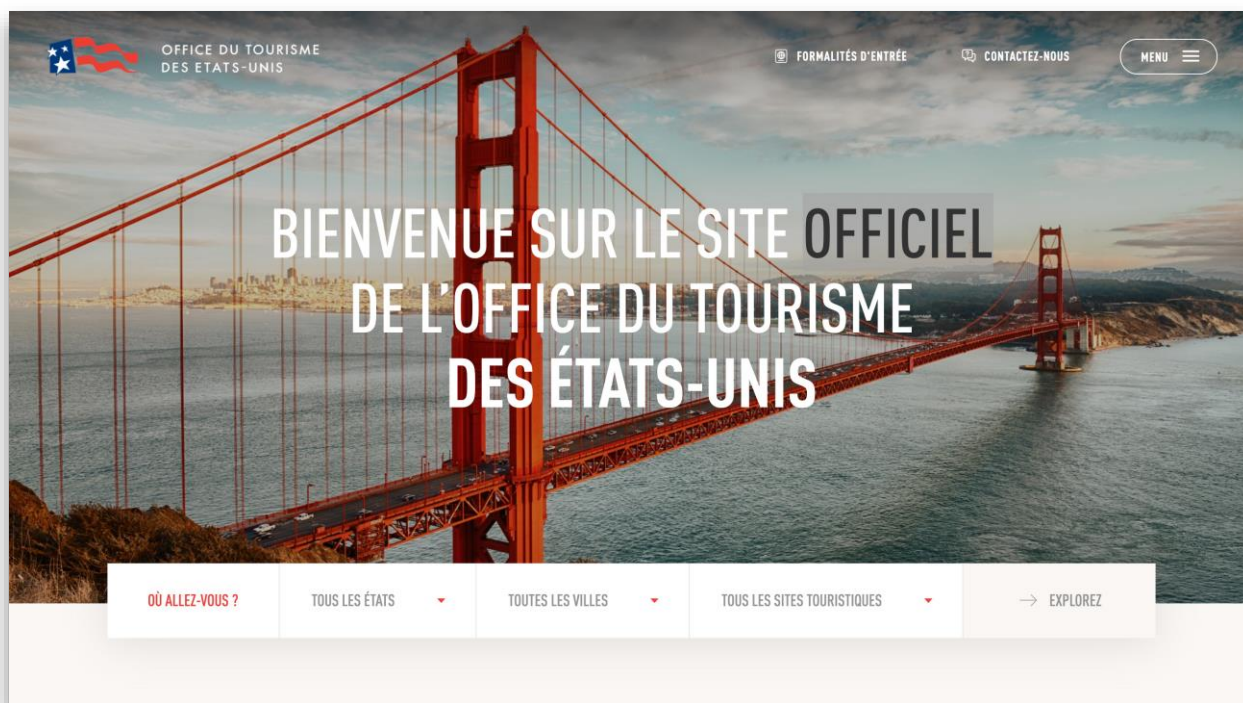 OFFICE DU TOURISME
DES ETATS-UNIS
FORMALITÉS D'ENTRÉE
CONTACTEZ-NOUS
MENU
BIENVENUE SUR LE SITE OFFICIEL
DE L'OFFICE DU TOURISME
DES ÉTATS-UNIS
OÙ ALLEZ-VOUS ?
TOUS LES ÉTATS
TOUTES LES VILLES
TOUS LES SITES TOURISTIQUES
EXPLOREZ